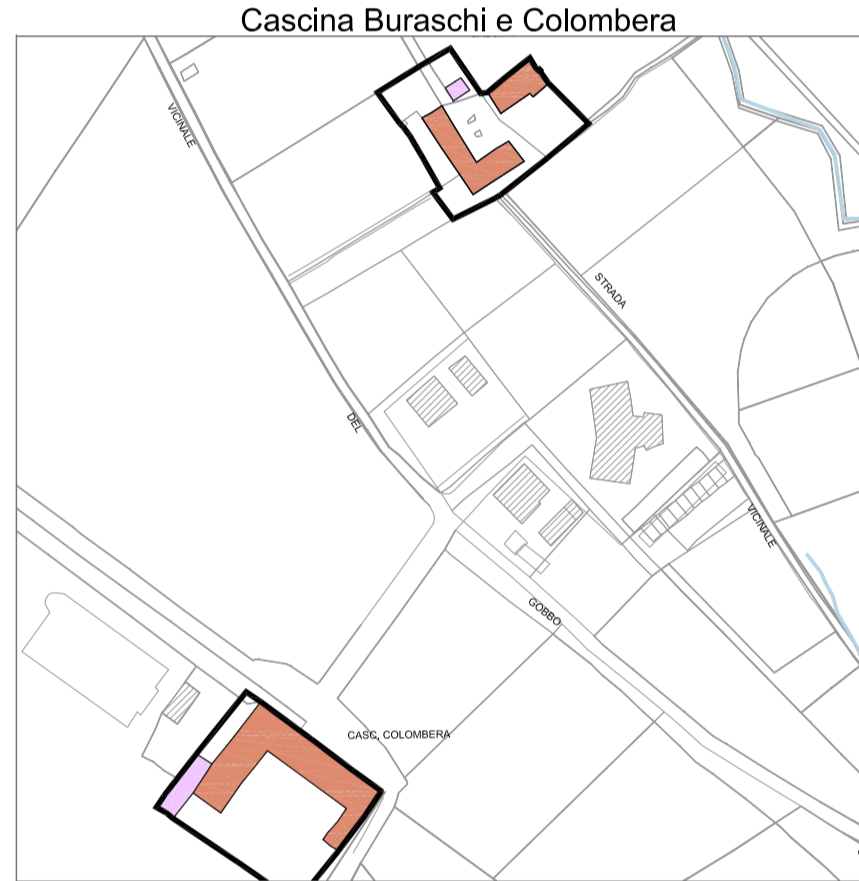 Cascina Buraschi e Colombera
VICINALE
STRADA
DEL
VICINALE
GOBBO
CASC, COLOMBERA